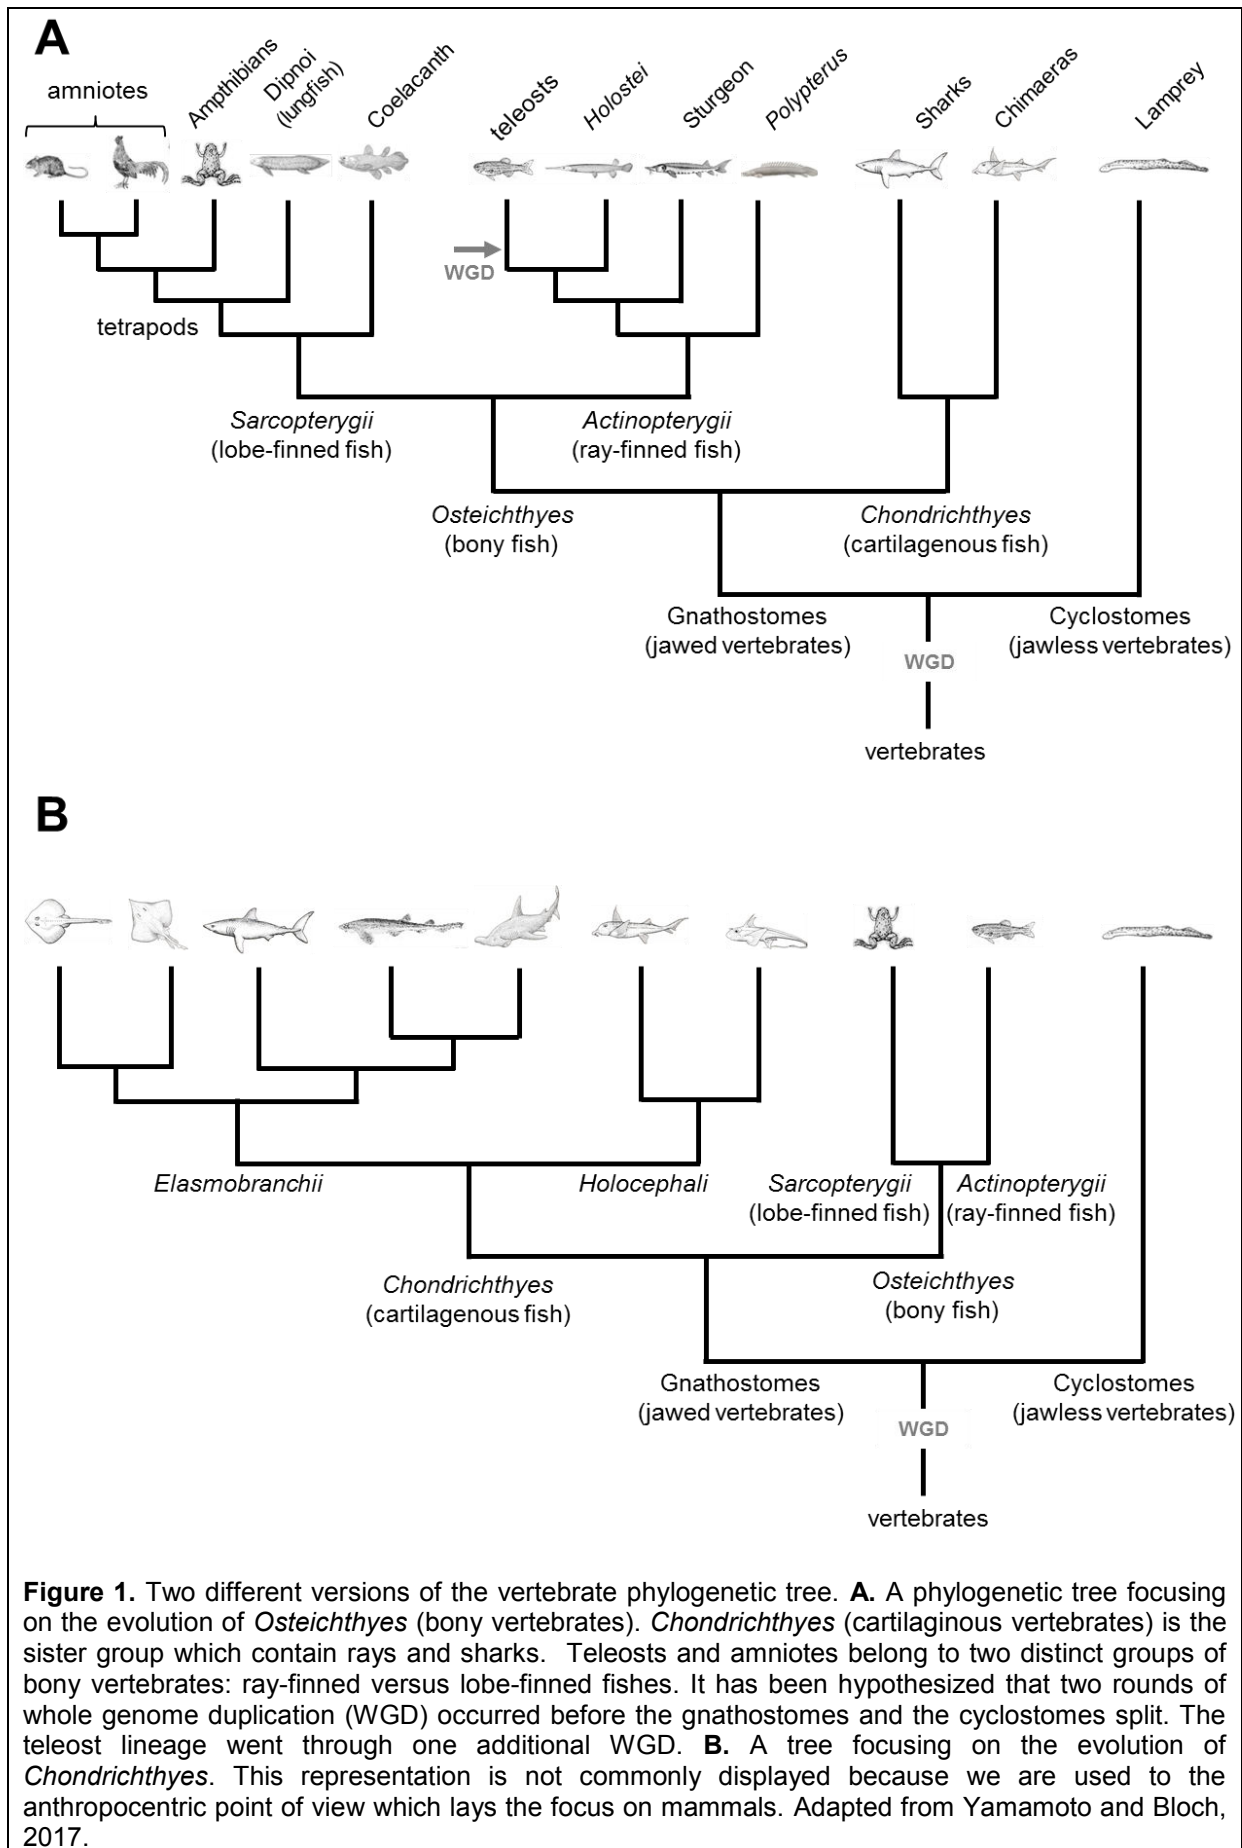 A
amniotes
Ampthibians
Dipnoi
(lungfish)
Coelacanth
teleosts
Holostei
Sturgeon
Polypterus
Sharks
Chimaeras
Lamprey
WGD
tetrapods
Sarcopterygii
(lobe-finned fish)
Actinopterygii
(ray-finned fish)
Osteichthyes
(bony fish)
Chondrichthyes
(cartilagenous fish)
Gnathostomes
(jawed vertebrates)
Cyclostomes
(jawless vertebrates)
WGD
vertebrates
B
Elasmobranchii
Holocephali
Sarcopterygii
(lobe-finned fish)
Actinopterygii
(ray-finned fish)
Chondrichthyes
(cartilagenous fish)
Osteichthyes
(bony fish)
Gnathostomes
(jawed vertebrates)
Cyclostomes
(jawless vertebrates)
WGD
vertebrates
Figure 1. Two different versions of the vertebrate phylogenetic tree. A. A phylogenetic tree focusing
on the evolution of Osteichthyes (bony vertebrates). Chondrichthyes (cartilaginous vertebrates) is the
sister group which contain rays and sharks. Teleosts and amniotes belong to two distinct groups of
bony vertebrates: ray-finned versus lobe-finned fishes. It has been hypothesized that two rounds of
whole genome duplication (WGD) occurred before the gnathostomes and the cyclostomes split. The
teleost lineage went through one additional WGD. B. A tree focusing on the evolution of
Chondrichthyes. This representation is not commonly displayed because we are used to the
anthropocentric point of view which lays the focus on mammals. Adapted from Yamamoto and Bloch,
2017.